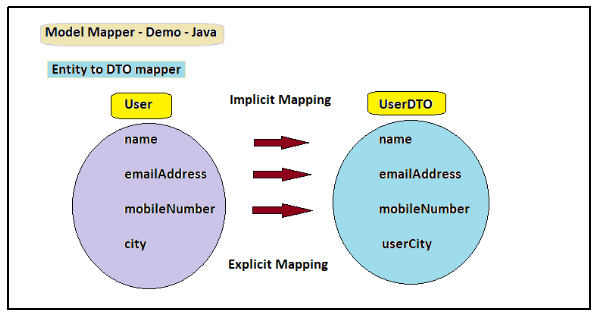 Model Mapper - Demo - Java
Entity to DTO mapper
User
Implicit Mapping
UserDTO
name
name
emailAddress
emailAddress
mobileNumber
mobileNumber
city
userCity
Explicit Mapping